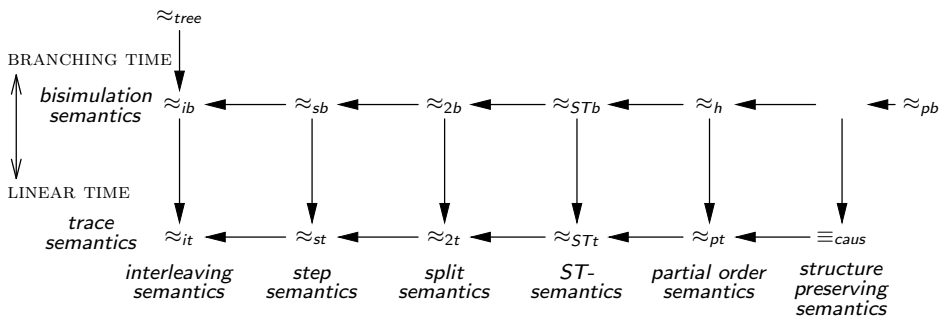 ≈tree
BRANCHING TIME
bisimulation
semantics
≈ib ≈sb ≈2b ≈STb ≈h ≈pb
LINEAR TIME
trace
semantics
≈it ≈st ≈2t ≈STt ≈pt ≡caus
interleaving
semantics
step
semantics
split
semantics
ST-
semantics
partial order
semantics
structure
preserving
semantics